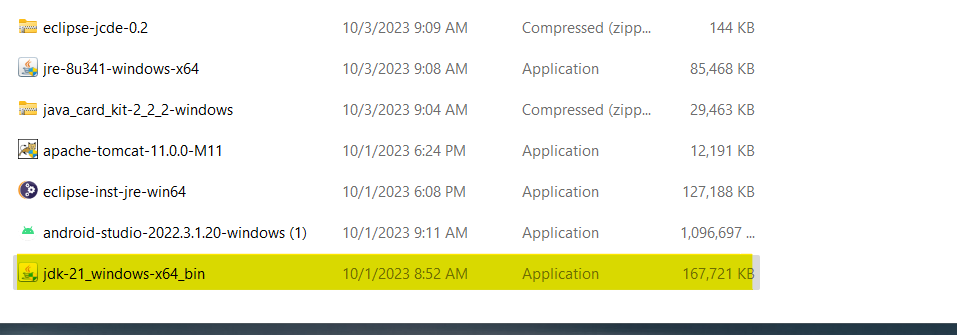 eclipse-jcde-0.2 10/3/2023 9:09 AM Compressed (zipp... 144 KB
jre-8u341-windows-x64 10/3/2023 9:08 AM Application 85,468 KB
java_card_kit-2_2_2-windows 10/3/2023 9:04 AM Compressed (zipp... 29,463 KB
apache-tomcat-11.0.0-M11 10/1/2023 6:24 PM Application 12,191 KB
eclipse-inst-jre-win64 10/1/2023 6:08 PM Application 127,188 KB
android-studio-2022.3.1.20-windows (1) 10/1/2023 9:11 AM Application 1,096,697 ...
jdk-21_windows-x64_bin 10/1/2023 8:52 AM Application 167,721 KB